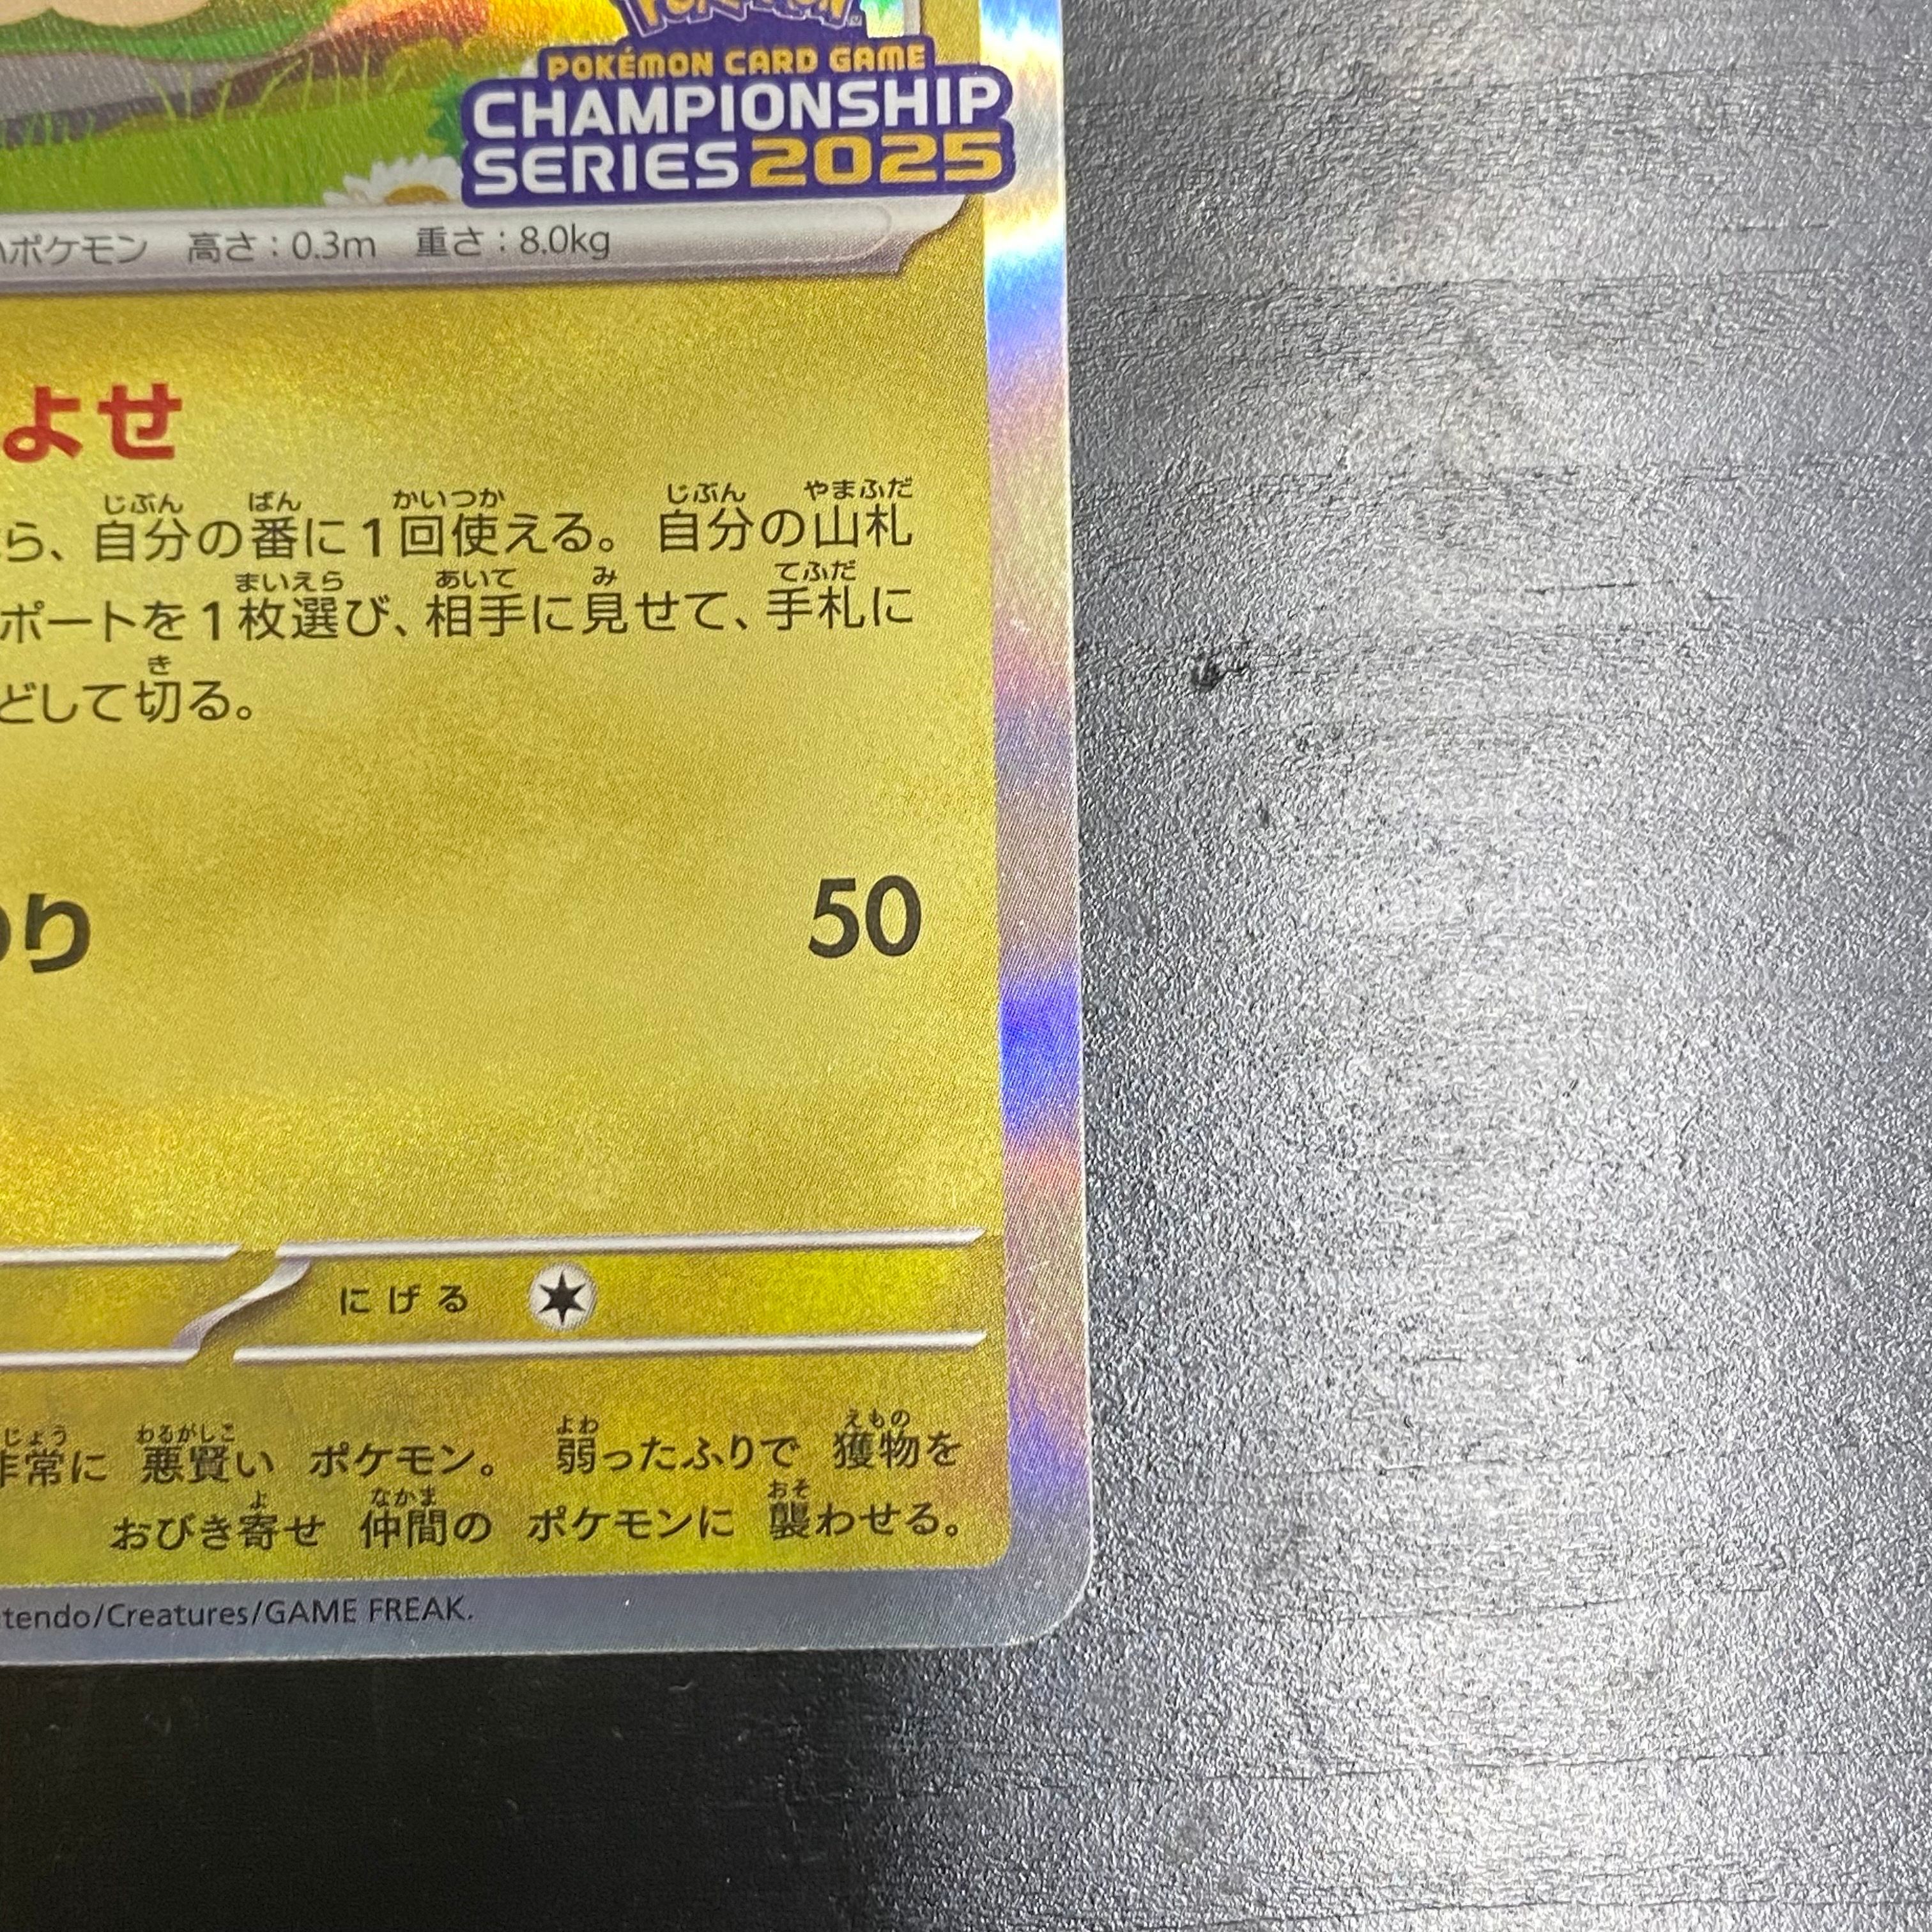 POKÉMON
POKÉMON CARD GAME
CHAMPIONSHIP
SERIES 2025
ポケモン 高さ：0.3m 重さ：8.0kg
よせ
じぶん ばん かいつか じぶん やまふだ
ら、自分の番に1回使える。自分の山札
まいえら あいて み てふだ
ポートを1枚選び、相手に見せて、手札に
き
どして切る。
り 50
にげる
じょう わるがしこ よわ えもの
非常に 悪賢い ポケモン。 弱ったふりで 獲物を
よ なかま おそ
おびき寄せ 仲間の ポケモンに 襲わせる。
tendo/Creatures/GAME FREAK.